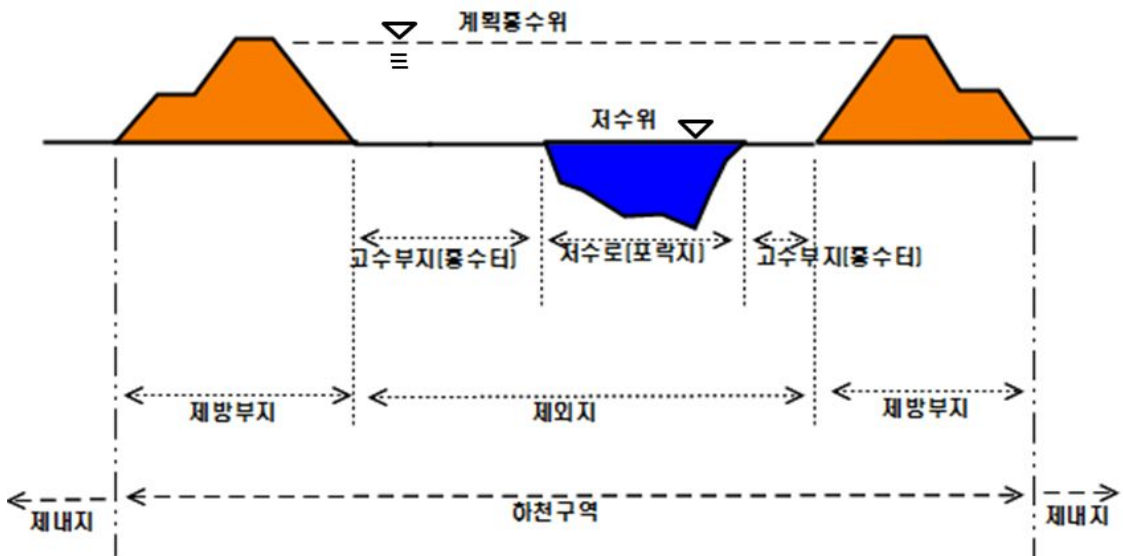 계획홍수위
저수위
고수부지(홍수터)
저수로(포락지)
고수부지(홍수터)
제방부지
제외지
제방부지
제내지
하천구역
제내지